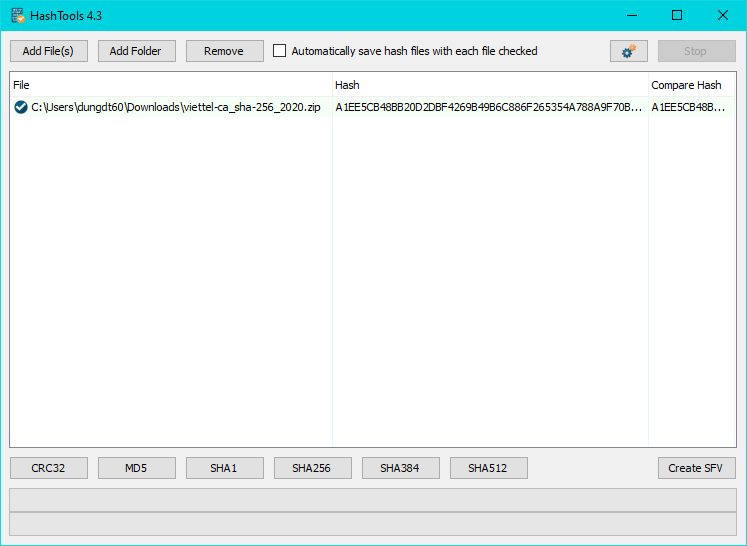 HashTools 4.3
Add File(s) Add Folder Remove Automatically save hash files with each file checked Stop
File Hash Compare Hash
C:\Users\dungdt60\Downloads\viettel-ca_sha-256_2020.zip A1EE5CB48BB20D2DBF4269B49B6C886F265354A788A9F70B... A1EE5CB48B...
CRC32 MD5 SHA1 SHA256 SHA384 SHA512 Create SFV